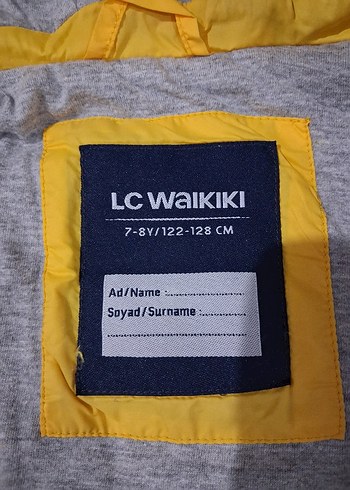 LC WAIKIKI
7-8Y/122-128 CM
Ad/Name :....................
Soyad/Surname :............
..............................